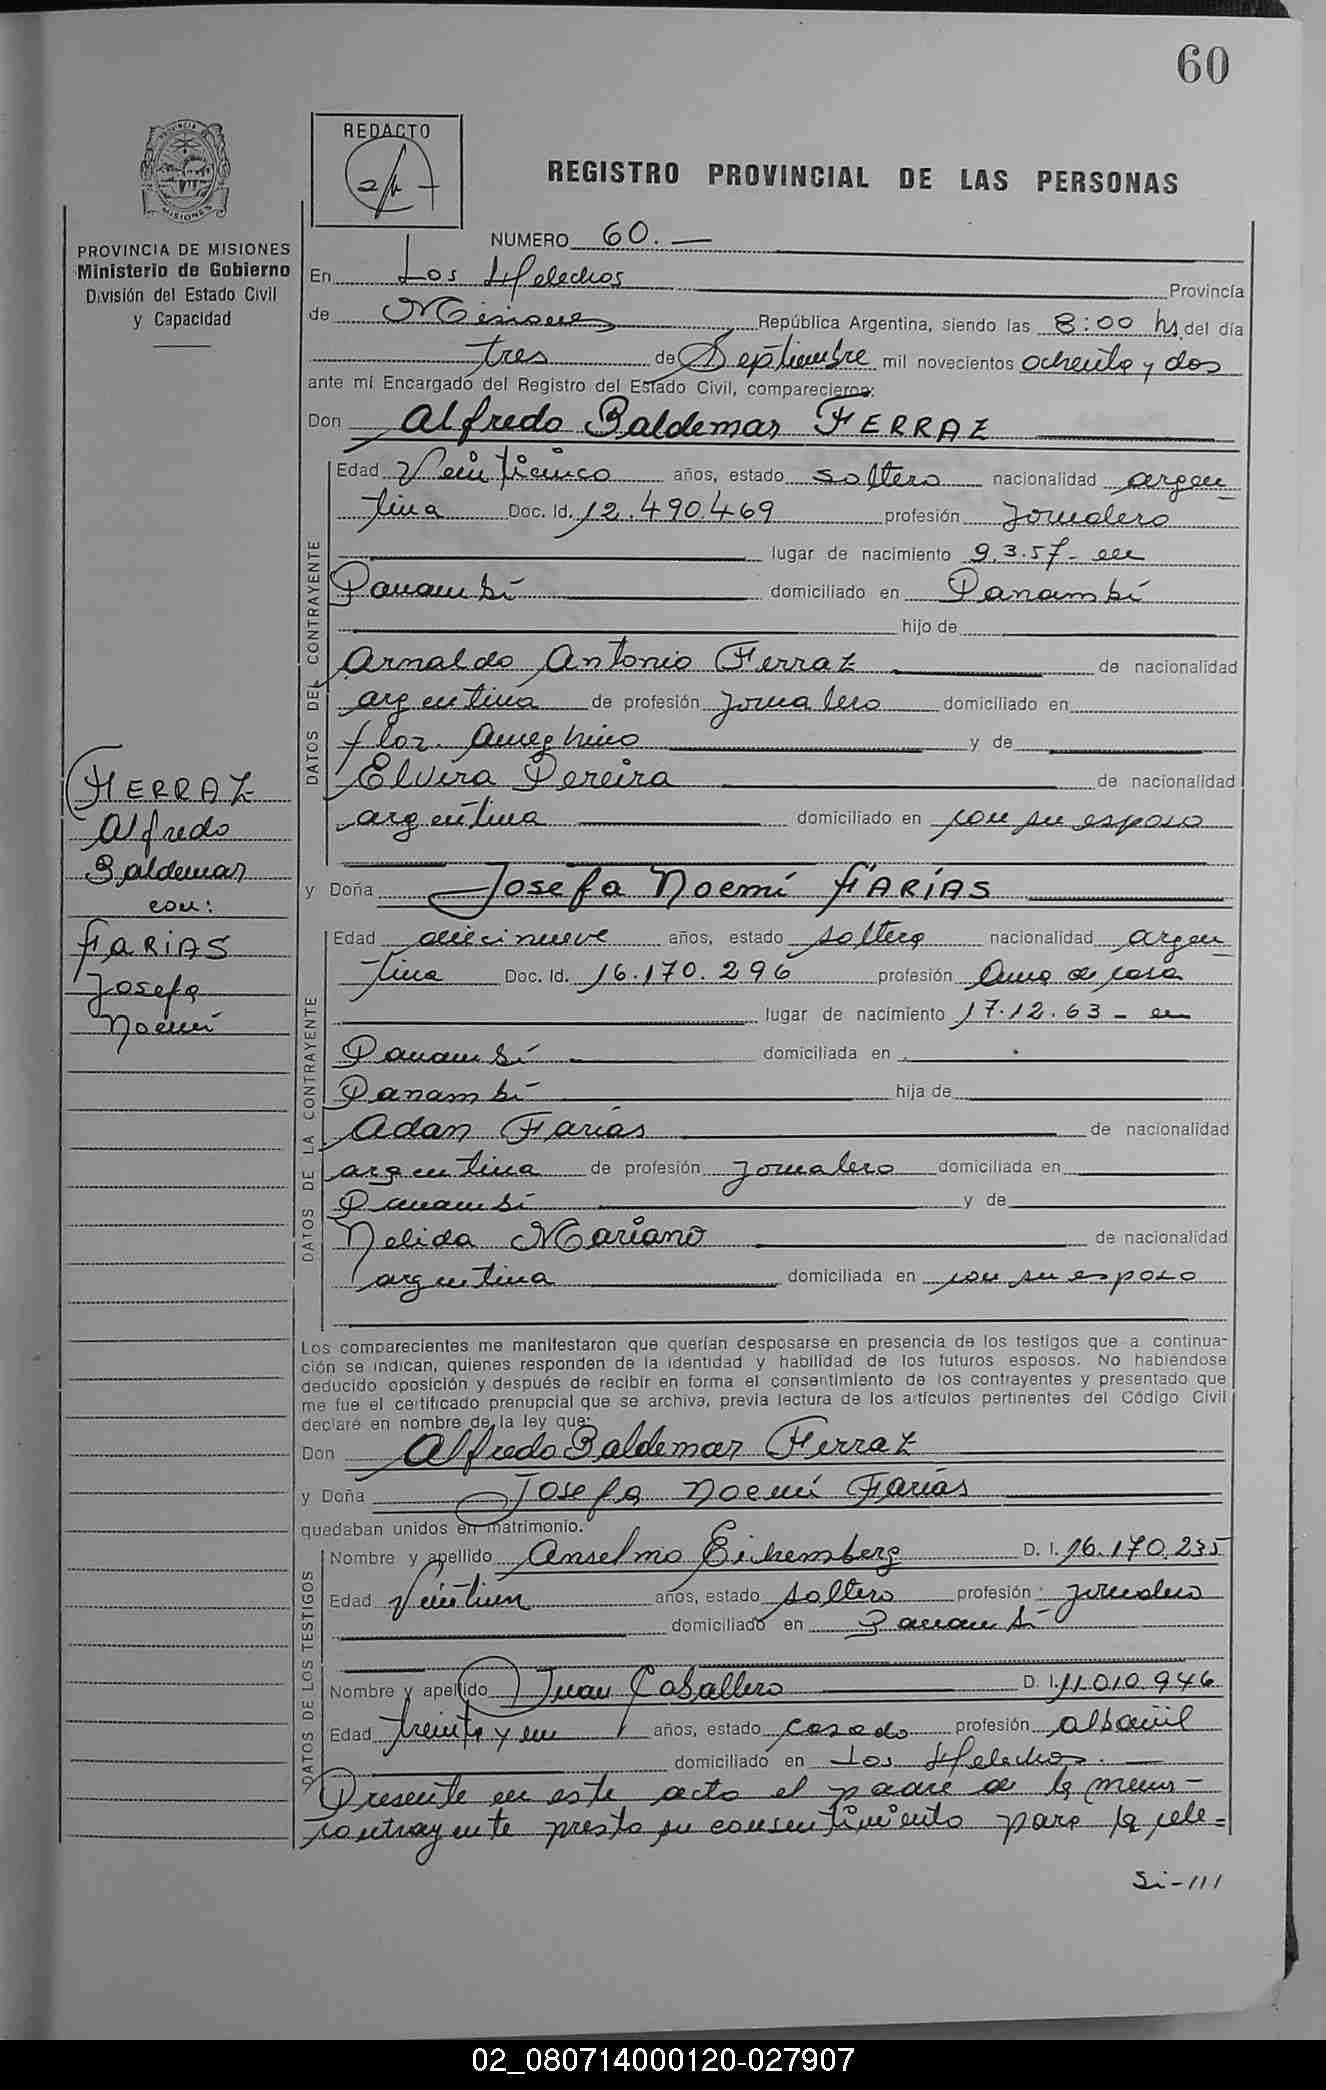 60
REDACTO
REGISTRO PROVINCIAL DE LAS PERSONAS
PROVINCIA DE MISIONES
Ministerio de Gobierno
División del Estado Civil
y Capacidad
NUMERO 60. —
En Los Helechos Provincia
de Misiones República Argentina, siendo las 8:00 hs. del día
tres de Septiembre mil novecientos ochenta y dos
ante mí Encargado del Registro del Estado Civil, comparecieron:
Don Alfredo Baldemar FERRAZ
DATOS DEL CONTRAYENTE
Edad Veinticinco años, estado soltero nacionalidad argen
tina Doc. Id. 12.490.469 profesión Jornalero
lugar de nacimiento 9.3.57- en
Panambí domiciliado en Panambí
hijo de
Arnaldo Antonio Ferraz de nacionalidad
argentina de profesión Jornalero domiciliado en
flor. Ameghino y de
Elvira Pereira de nacionalidad
argentina domiciliado en con su esposo
FERRAZ
Alfredo
Baldemar
con:
FARIAS
Josefa
Noemí
y Doña Josefa Noemí FARÍAS
DATOS DE LA CONTRAYENTE
Edad diecinueve años, estado soltera nacionalidad argen
tina Doc. Id. 16.170.296 profesión Ama de casa
lugar de nacimiento 17.12.63 - en
Panambí domiciliada en
Panambí hija de
Adan Farías de nacionalidad
argentina de profesión Jornalero domiciliada en
Panambí y de
Nelida Mariano de nacionalidad
argentina domiciliada en con su esposo
Los comparecientes me manifestaron que querían desposarse en presencia de los testigos que a continua-
ción se indican, quienes responden de la identidad y habilidad de los futuros esposos. No habiéndose
deducido oposición y después de recibir en forma el consentimiento de los contrayentes y presentado que
me fue el certificado prenupcial que se archiva, previa lectura de los artículos pertinentes del Código Civil
declaré en nombre de la ley que:
Don Alfredo Baldemar Ferraz
y Doña Josefa Noemí Farías
quedaban unidos en matrimonio.
DATOS DE LOS TESTIGOS
Nombre y apellido Anselmo Eichemberg D. I. 16.170.235
Edad Veintiún años, estado soltero profesión Jornalero
domiciliado en Panambí
Nombre y apellido Juan Caballero D. I. 11.010.946
Edad treinta y un años, estado casado profesión albañil
domiciliado en Los Helechos. —
Presente en este acto el padre de la menor
contrayente presta su consentimiento para la cele=
Si-///
02_080714000120-027907